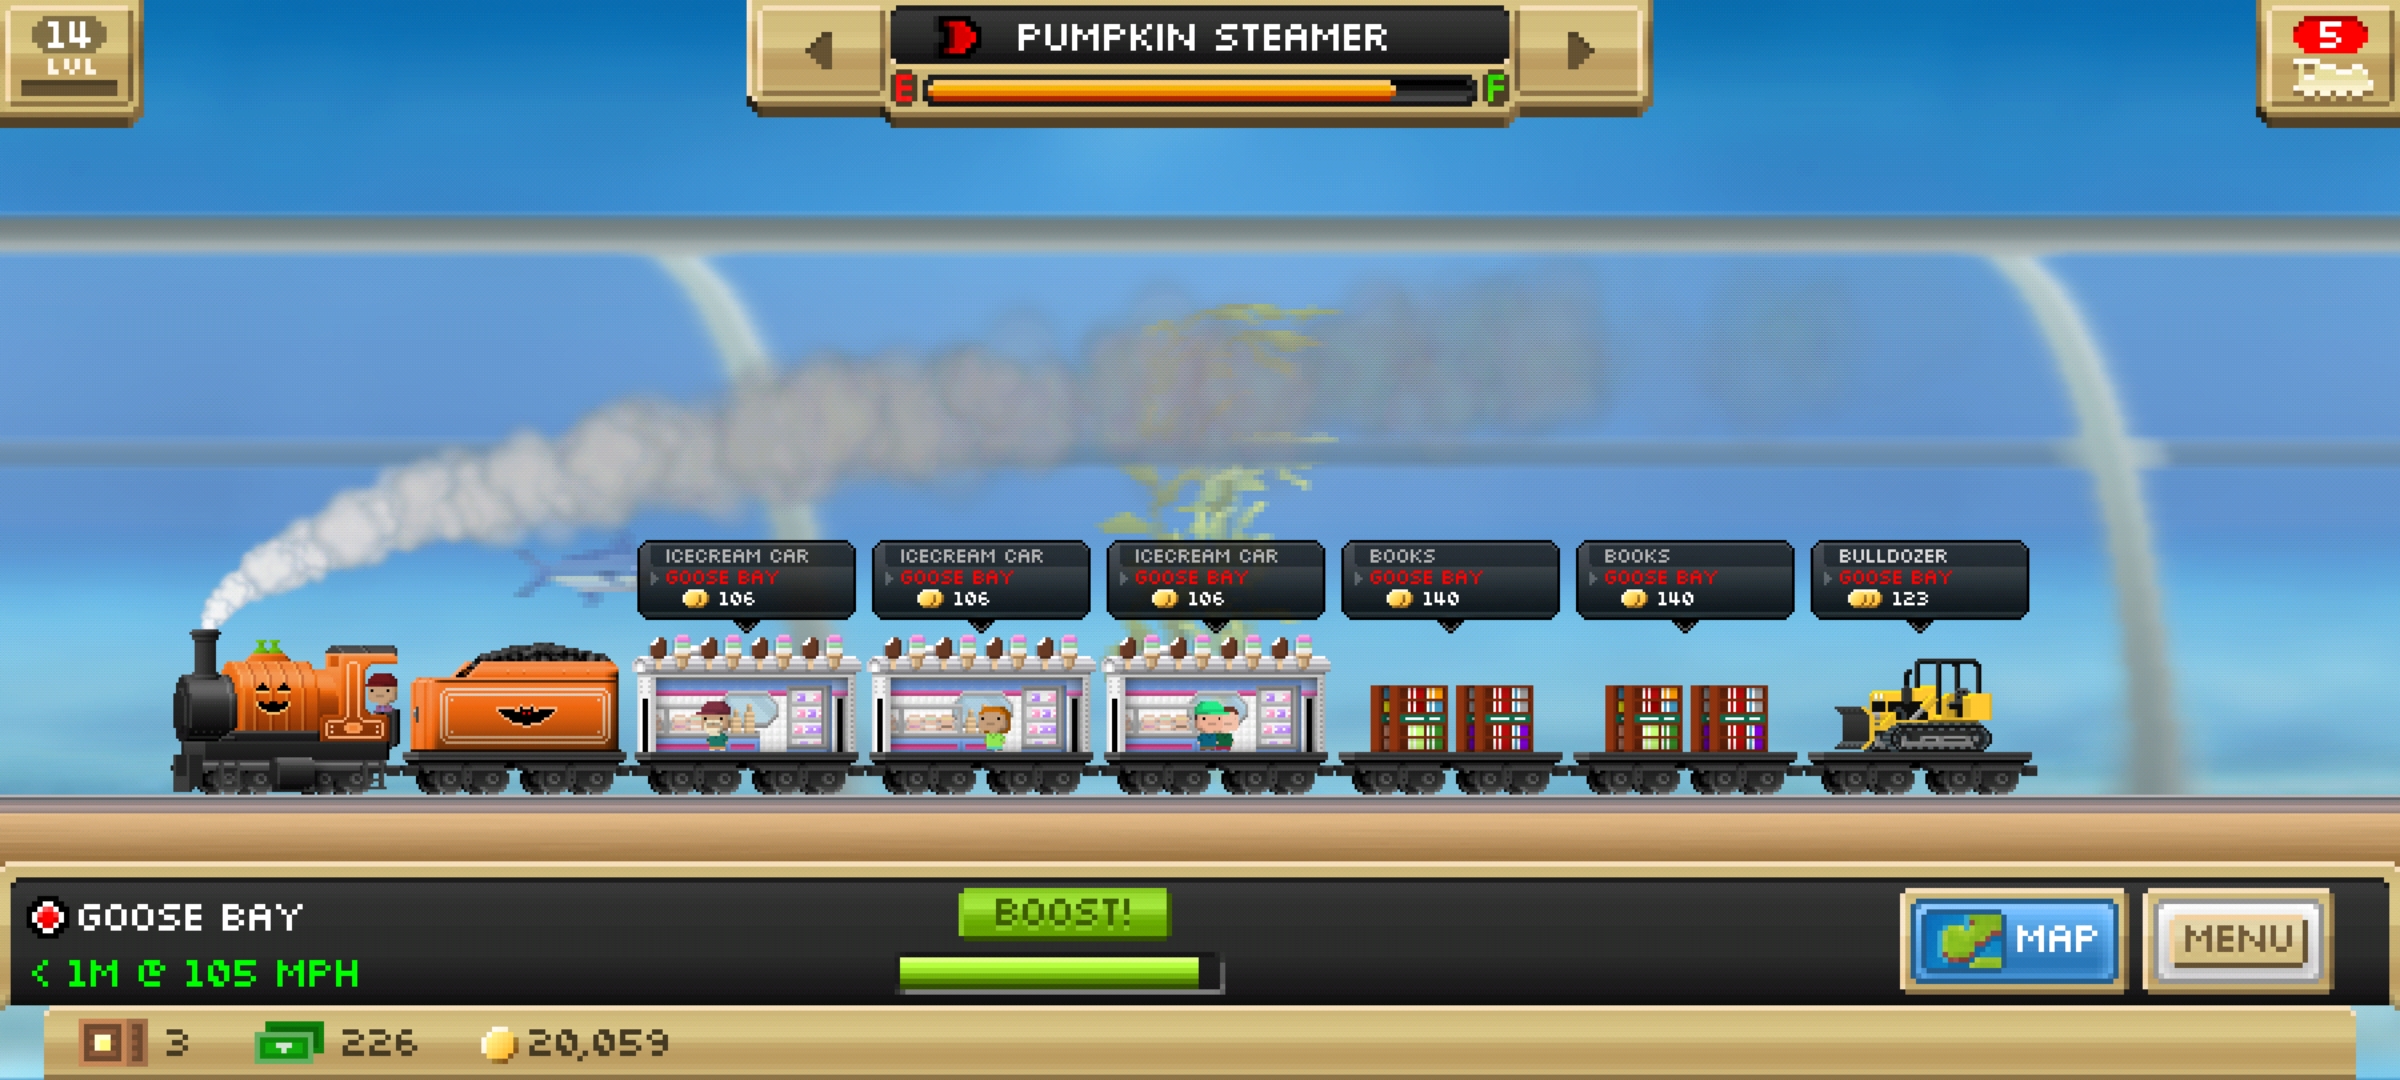 14
LVL
PUMPKIN STEAMER
E F
5
ICECREAM CAR
GOOSE BAY
106
ICECREAM CAR
GOOSE BAY
106
ICECREAM CAR
GOOSE BAY
106
BOOKS
GOOSE BAY
140
BOOKS
GOOSE BAY
140
BULLDOZER
GOOSE BAY
123
GOOSE BAY
< 1M @ 105 MPH
BOOST!
MAP
MENU
3 226 20,059